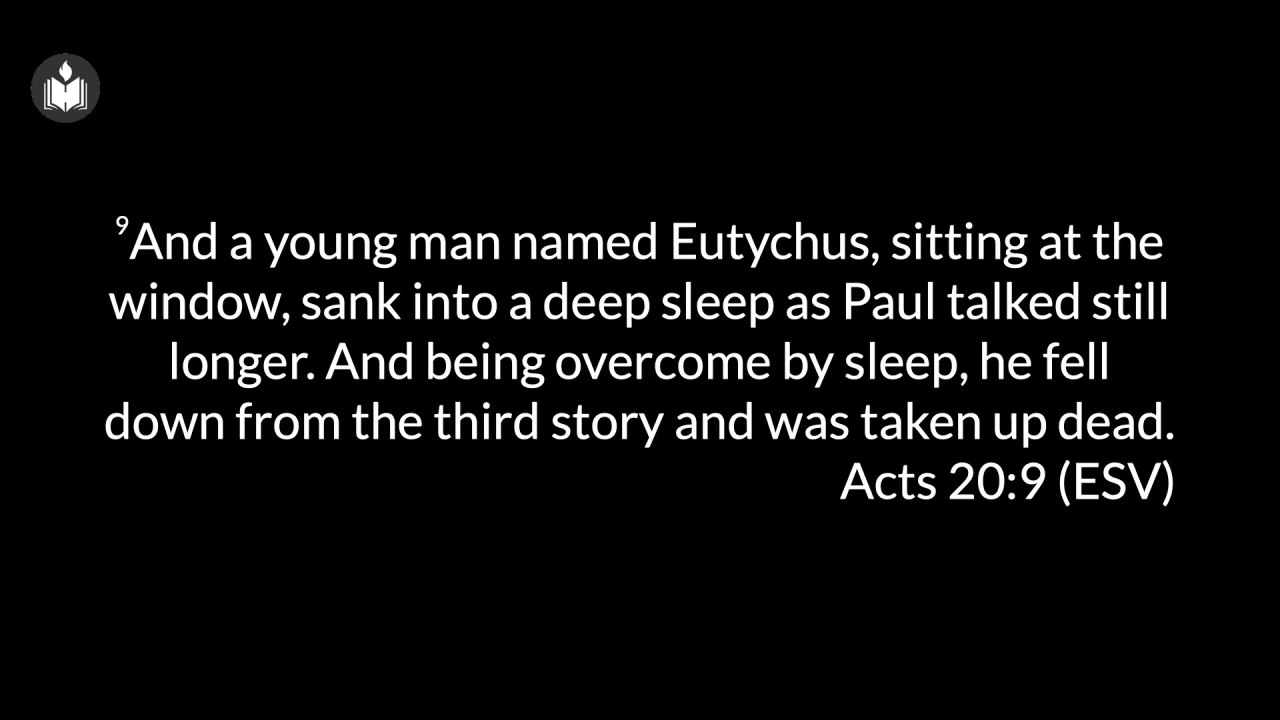 ⁹And a young man named Eutychus, sitting at the
window, sank into a deep sleep as Paul talked still
longer. And being overcome by sleep, he fell
down from the third story and was taken up dead.
Acts 20:9 (ESV)